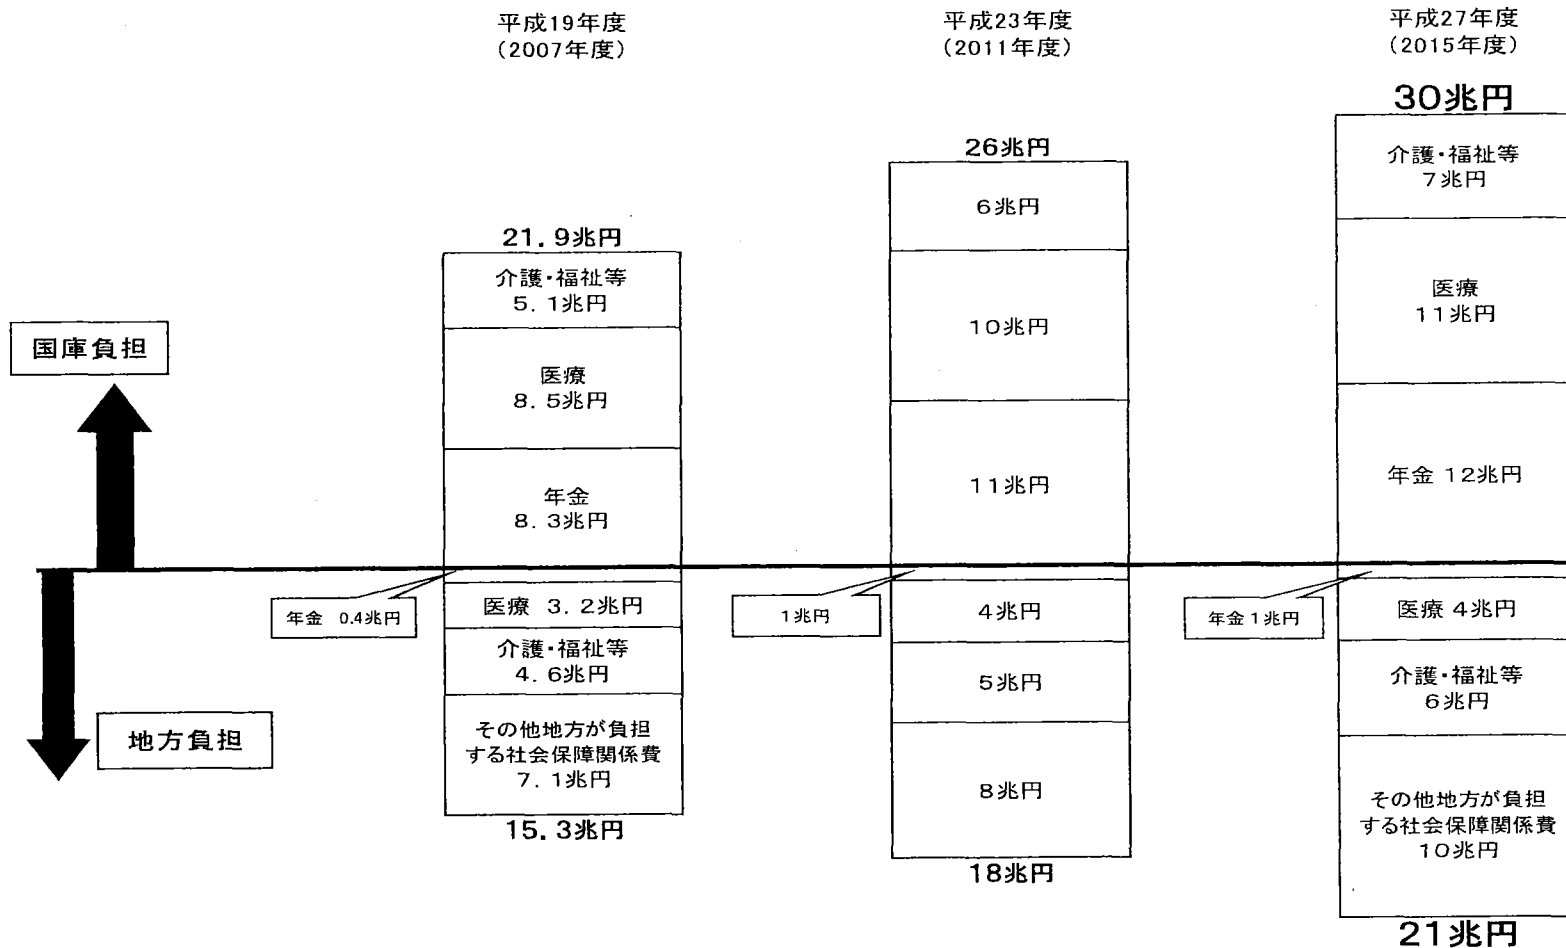 平成19年度
（2007年度）
平成23年度
（2011年度）
平成27年度
（2015年度）
国庫負担
地方負担
21．9兆円
介護・福祉等
5．1兆円
医療
8．5兆円
年金
8．3兆円
年金　0.4兆円
医療　3．2兆円
介護・福祉等
4．6兆円
その他地方が負担
する社会保障関係費
7．1兆円
15．3兆円
26兆円
6兆円
10兆円
11兆円
1兆円
4兆円
5兆円
8兆円
18兆円
30兆円
介護・福祉等
7兆円
医療
11兆円
年金 12兆円
年金 1兆円
医療 4兆円
介護・福祉等
6兆円
その他地方が負担
する社会保障関係費
10兆円
21兆円